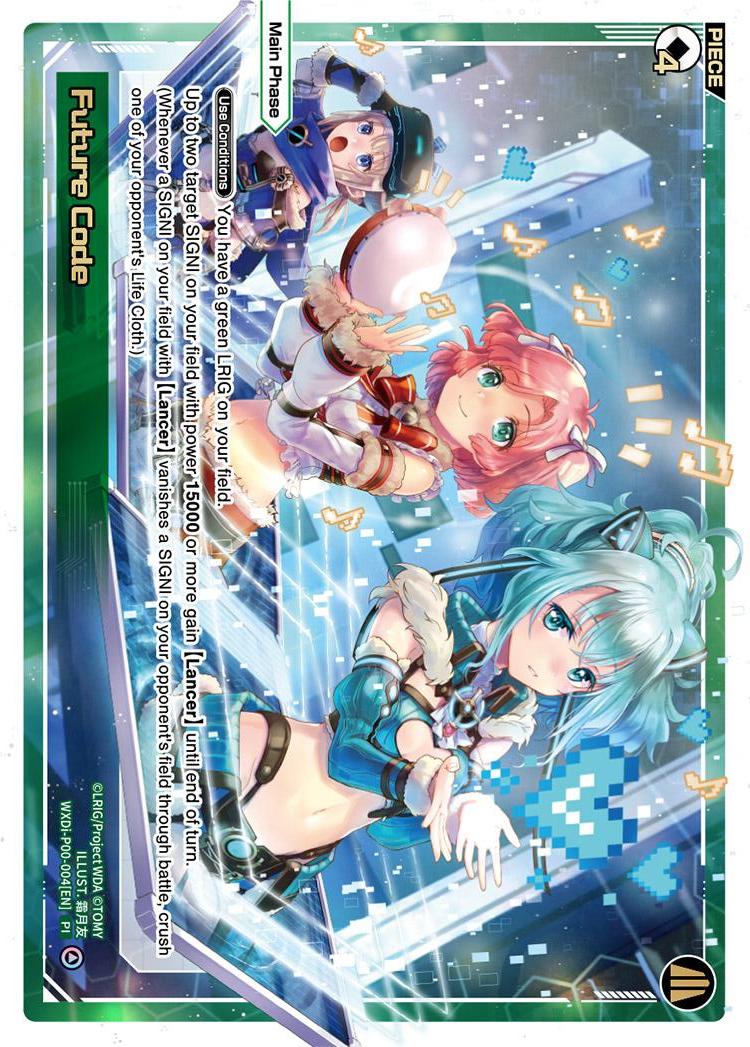 PIECE
4
Main Phase
Use Conditions You have a green LRIG on your field.
Up to two target SIGNI on your field with power 15000 or more gain 【Lancer】 until end of turn.
(Whenever a SIGNI on your field with 【Lancer】 vanishes a SIGNI on your opponent's field through battle, crush
one of your opponent's Life Cloth.)
Future Code
©LRIG/Project WDA ©TOMY
ILLUST. 霜月友
WXDi-P00-004[EN] PI